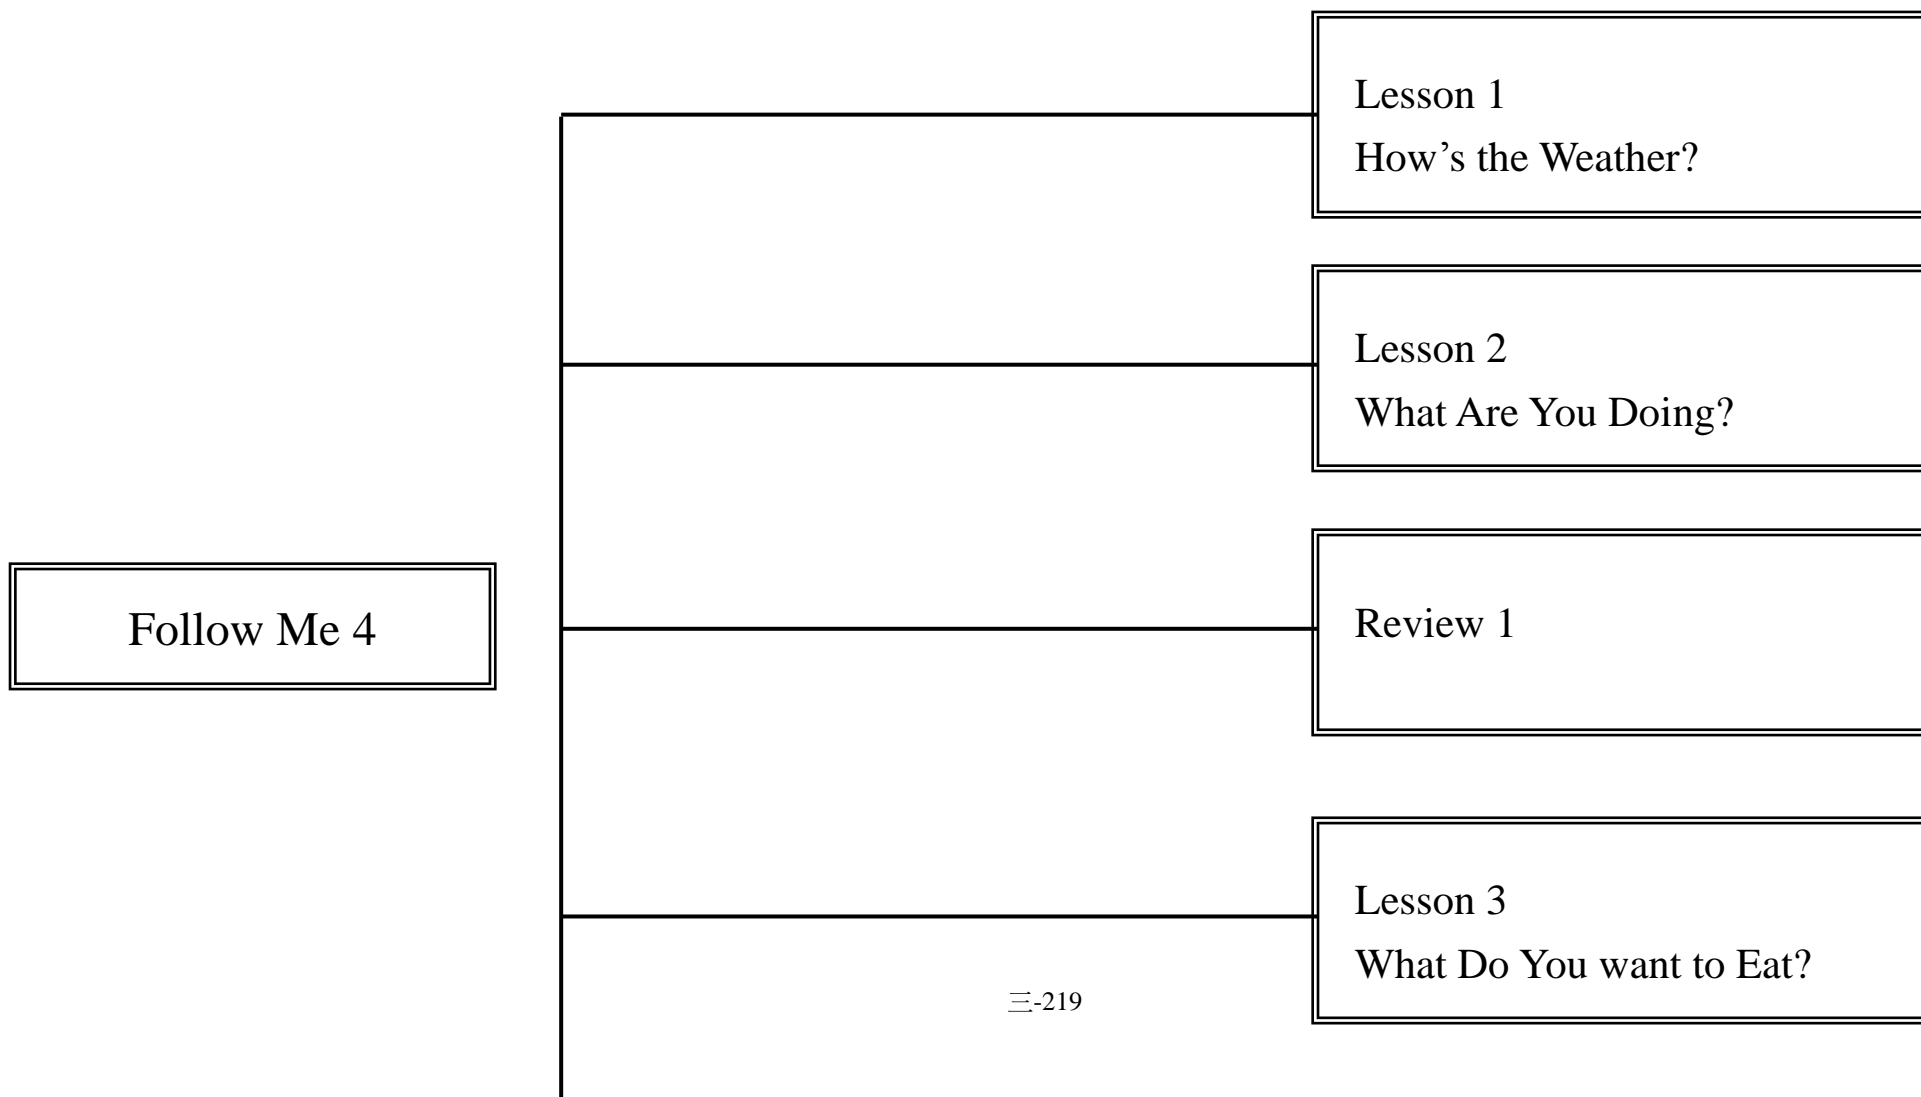 Lesson 1
How’s the Weather?
Lesson 2
What Are You Doing?
Follow Me 4
Review 1
Lesson 3
What Do You want to Eat?
三-219